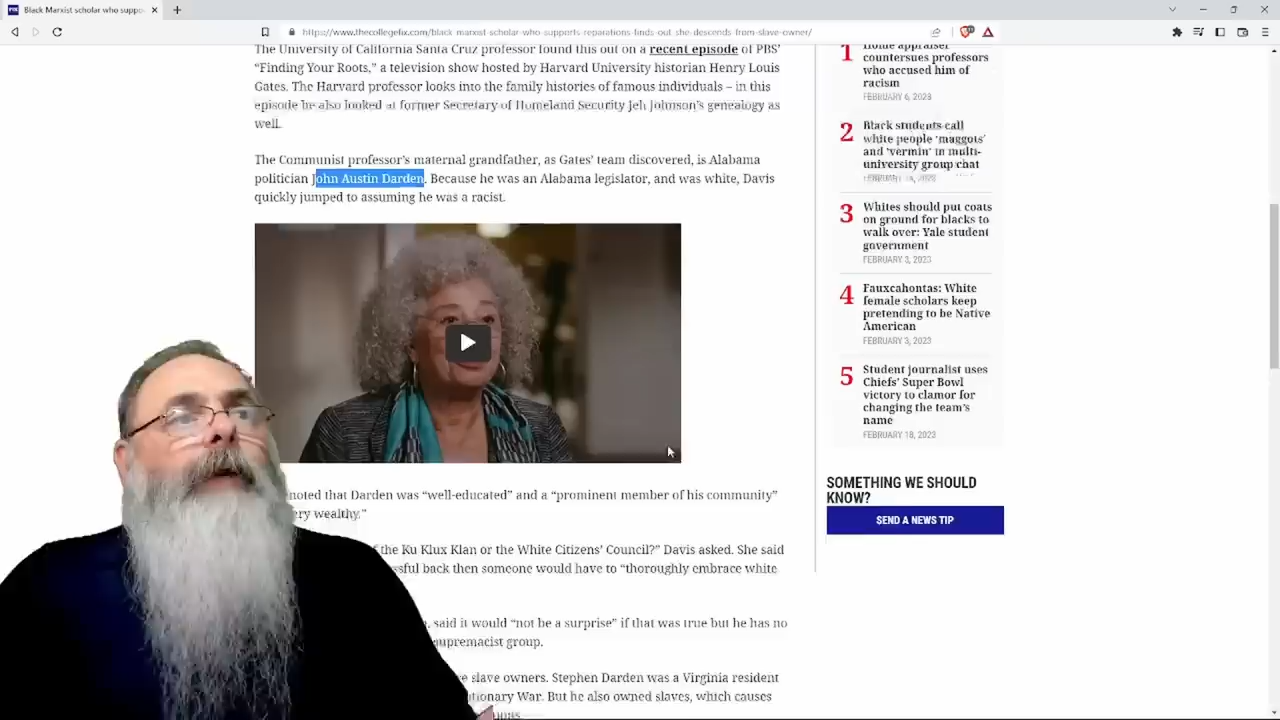 Black Marxist scholar who suppo
https://www.thecollegefix.com/black-marxist-scholar-who-supports-reparations-finds-out-she-descends-from-slave-owner/
The University of California Santa Cruz professor found this out on a recent episode of PBS'
"Finding Your Roots," a television show hosted by Harvard University historian Henry Louis
Gates. The Harvard professor looks into the family histories of famous individuals – in this
episode he also looked at former Secretary of Homeland Security Jeh Johnson's genealogy as
well.
The Communist professor's maternal grandfather, as Gates' team discovered, is Alabama
politician John Austin Darden. Because he was an Alabama legislator, and was white, Davis
quickly jumped to assuming he was a racist.
noted that Darden was "well-educated" and a "prominent member of his community"
ery wealthy."
f the Ku Klux Klan or the White Citizens' Council?" Davis asked. She said
ssful back then someone would have to "thoroughly embrace white
, said it would "not be a surprise" if that was true but he has no
supremacist group.
e slave owners. Stephen Darden was a Virginia resident
utionary War. But he also owned slaves, which causes
1 Home appraiser
countersues professors
who accused him of
racism
FEBRUARY 6, 2023
2 Black students call
white people 'maggots'
and 'vermin' in multi-
university group chat
3 Whites should put coats
on ground for blacks to
walk over: Yale student
government
FEBRUARY 3, 2023
4 Fauxcahontas: White
female scholars keep
pretending to be Native
American
FEBRUARY 3, 2023
5 Student journalist uses
Chiefs' Super Bowl
victory to clamor for
changing the team's
name
FEBRUARY 18, 2023
SOMETHING WE SHOULD
KNOW?
SEND A NEWS TIP